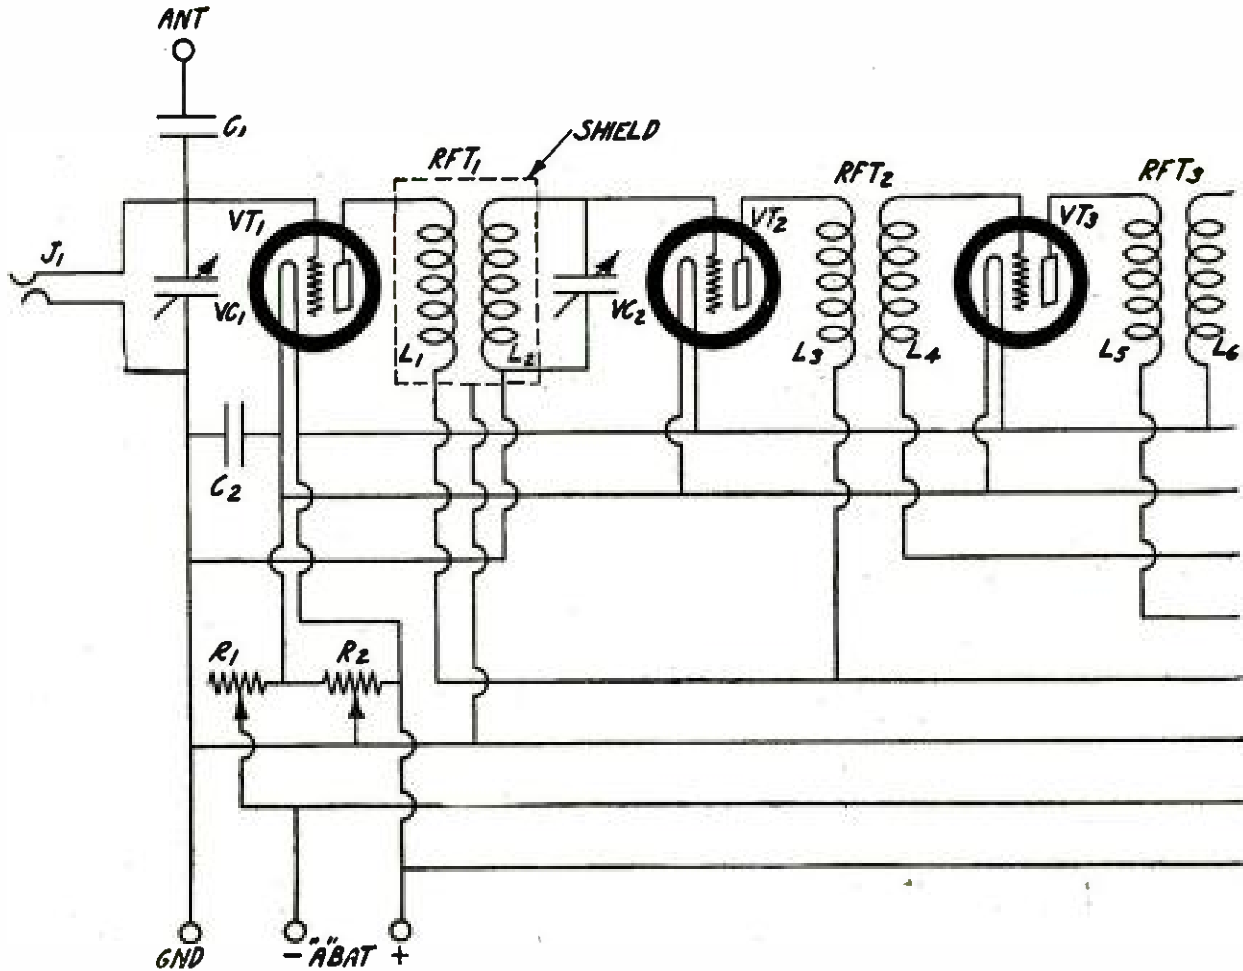 ANT
C₁
SHIELD
RFT₁
RFT₂
RFT₃
VT₁
VT₂
VT₃
J₁
VC₁
VC₂
L₁
L₂
L₃
L₄
L₅
L₆
C₂
R₁
R₂
GND
- "A" BAT +